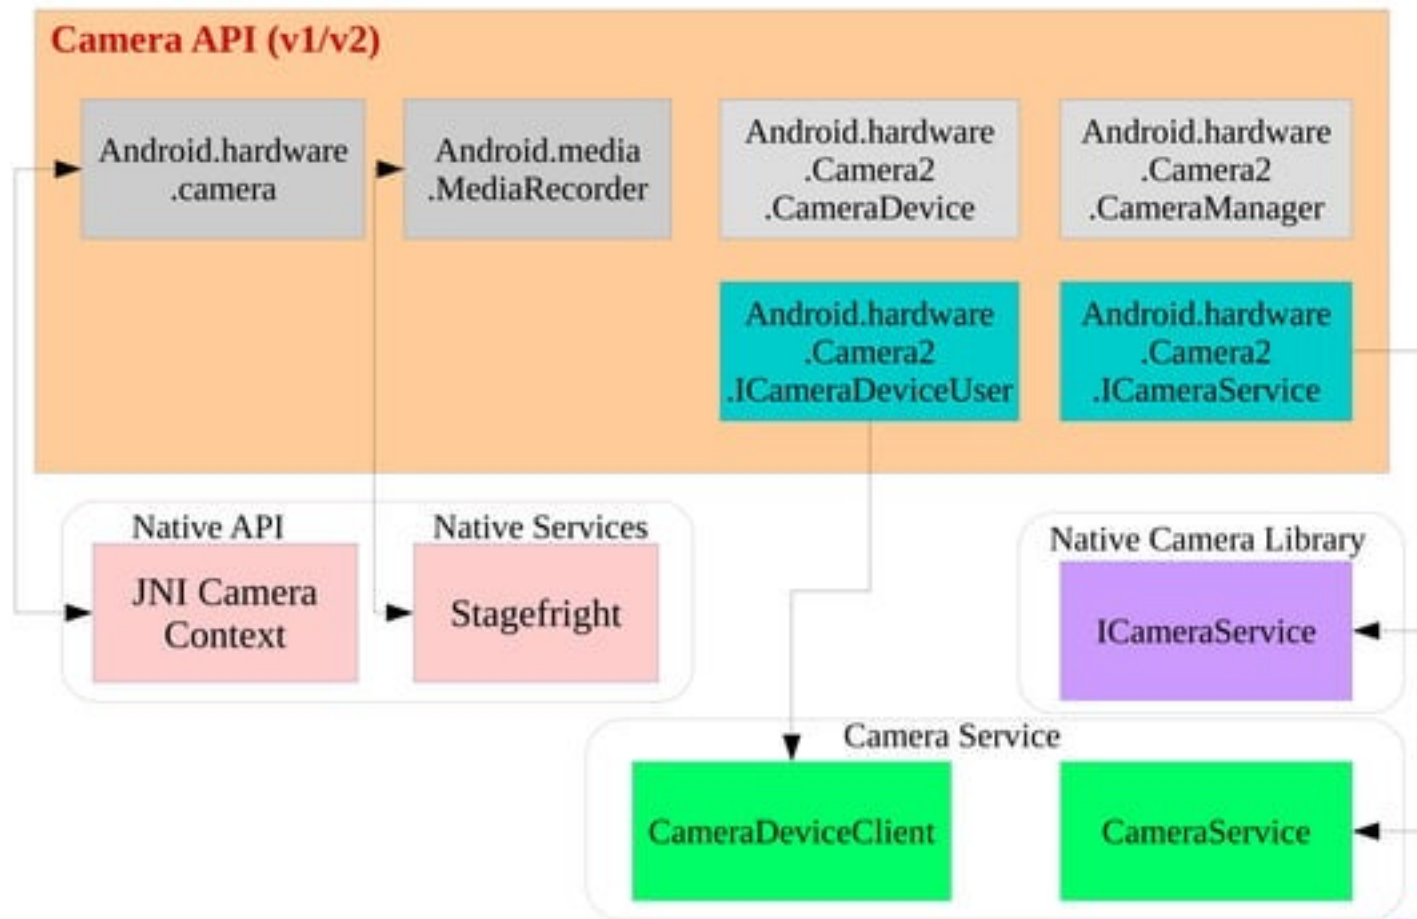 Camera API (v1/v2)
Android.hardware
.camera
Android.media
.MediaRecorder
Android.hardware
.Camera2
.CameraDevice
Android.hardware
.Camera2
.CameraManager
Android.hardware
.Camera2
.ICameraDeviceUser
Android.hardware
.Camera2
.ICameraService
Native API
JNI Camera
Context
Native Services
Stagefright
Native Camera Library
ICameraService
Camera Service
CameraDeviceClient
CameraService